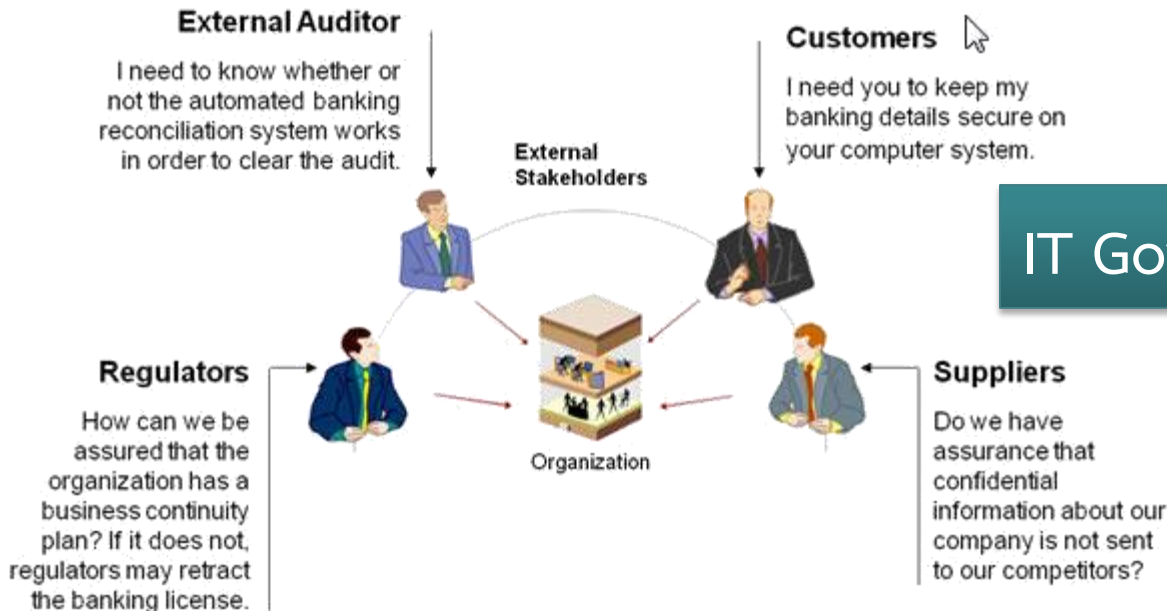 External Auditor
I need to know whether or
not the automated banking
reconciliation system works
in order to clear the audit.
External
Stakeholders
Customers
I need you to keep my
banking details secure on
your computer system.
IT Go
Regulators
How can we be
assured that the
organization has a
business continuity
plan? If it does not,
regulators may retract
the banking license.
Organization
Suppliers
Do we have
assurance that
confidential
information about our
company is not sent
to our competitors?